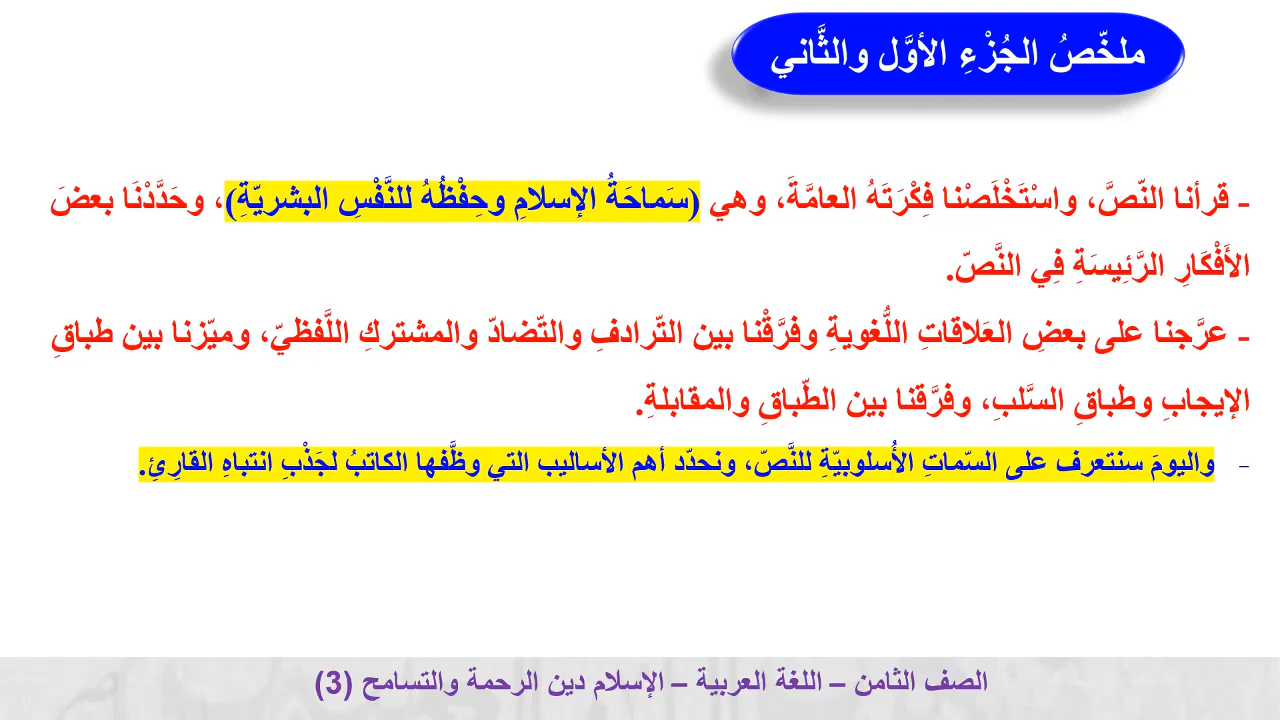 ملخّصُ الجُزْءِ الأوَّل والثَّاني
- قرأنا النّصَّ، واسْتَخْلَصْنا فِكْرَتَهُ العامَّةَ، وهي (سَماحَةُ الإسلامِ وحِفْظُهُ للنَّفْسِ البشريّةِ)، وحَدَّدْنَا بعضَ
الأَفْكَارِ الرَّئِيسَةِ فِي النَّصّ.
- عرَّجنا على بعضِ العَلاقاتِ اللُّغويةِ وفرَّقْنا بين التّرادفِ والتّضادّ والمشتركِ اللَّفظيّ، وميّزنا بين طباقِ
الإيجابِ وطباقِ السَّلبِ، وفرَّقنا بين الطّباقِ والمقابلةِ.
- واليومَ سنتعرف على السّماتِ الأُسلوبيّةِ للنَّصّ، ونحدّد أهم الأساليب التي وظَّفها الكاتبُ لجَذْبِ انتباهِ القارِئِ.
الصف الثامن – اللغة العربية – الإسلام دين الرحمة والتسامح (3)